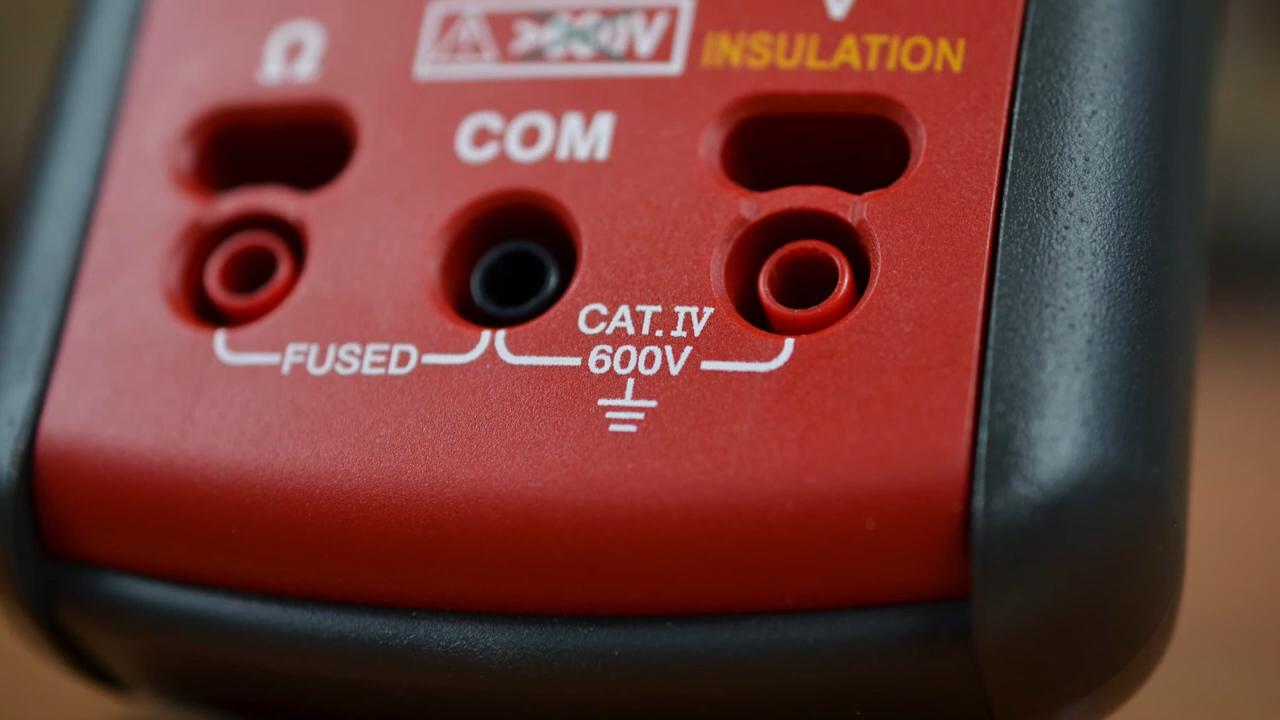 Ω
V
INSULATION
COM
CAT. IV
FUSED
600V